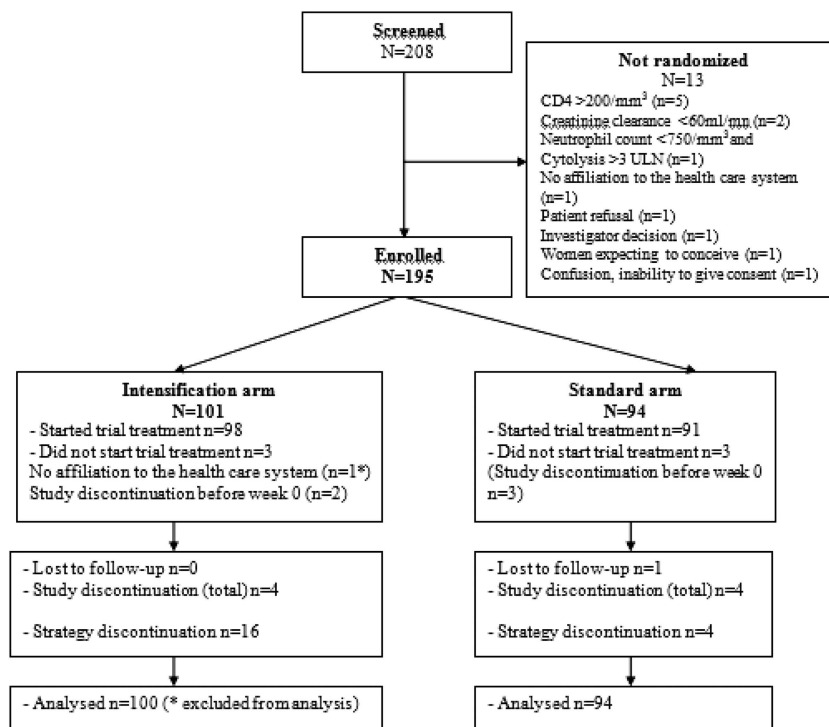 Screened
N=208
Not randomized
N=13
CD4 >200/mm³ (n=5)
Creatinine clearance <60ml/mn (n=2)
Neutrophil count <750/mm³and
Cytolysis >3 ULN (n=1)
No affiliation to the health care system
(n=1)
Patient refusal (n=1)
Investigator decision (n=1)
Women expecting to conceive (n=1)
Confusion, inability to give consent (n=1)
Enrolled
N=195
Intensification arm
N=101
- Started trial treatment n=98
- Did not start trial treatment n=3
No affiliation to the health care system (n=1*)
Study discontinuation before week 0 (n=2)
Standard arm
N=94
- Started trial treatment n=91
- Did not start trial treatment n=3
(Study discontinuation before week 0
n=3)
- Lost to follow-up n=0
- Study discontinuation (total) n=4
- Strategy discontinuation n=16
- Lost to follow-up n=1
- Study discontinuation (total) n=4
- Strategy discontinuation n=4
- Analysed n=100 (* excluded from analysis)
- Analysed n=94